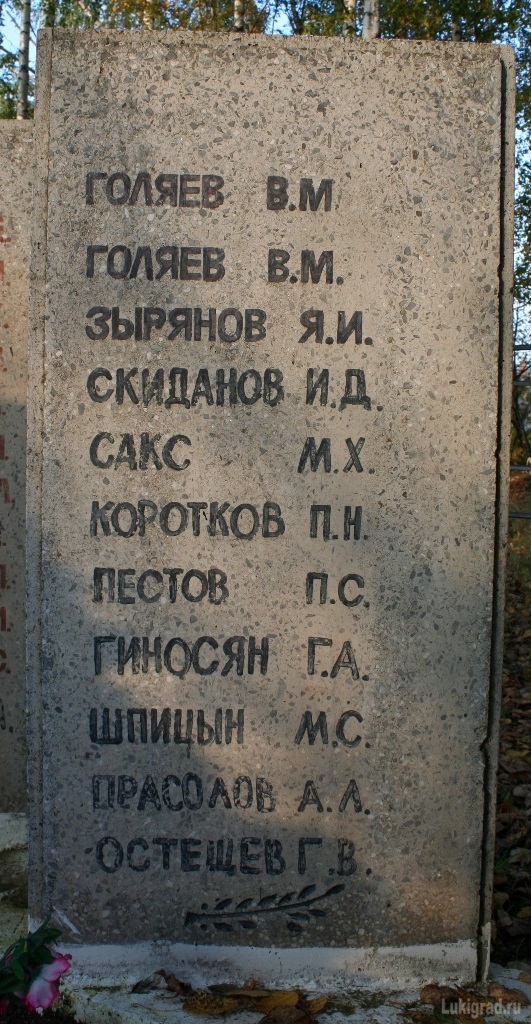 ГОЛЯЕВ В.М
ГОЛЯЕВ В.М.
ЗЫРЯНОВ Я.И.
СКИДАНОВ И.Д.
САКС М.Х.
КОРОТКОВ П.Н.
ПЕСТОВ П.С.
ГИНОСЯН Г.А.
ШПИЦЫН М.С.
ПРАСОЛОВ А.Л.
ОСТЕЩЕВ Г.В.
Lukigrad.ru